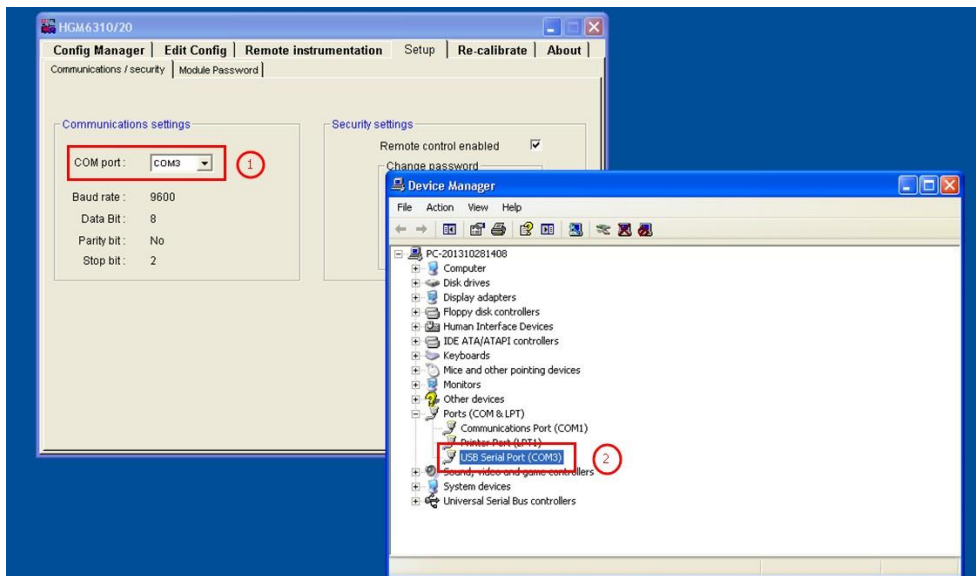 HGM6310/20
Config Manager Edit Config Remote instrumentation Setup Re-calibrate About
Communications / security Module Password
Communications settings
COM port : COM3
1
Baud rate : 9600
Data Bit : 8
Parity bit : No
Stop bit : 2
Security settings
Remote control enabled
Change password
Device Manager
File Action View Help
PC-201310281408
Computer
Disk drives
Display adapters
Floppy disk controllers
Human Interface Devices
IDE ATA/ATAPI controllers
Keyboards
Mice and other pointing devices
Monitors
Other devices
Ports (COM & LPT)
Communications Port (COM1)
Printer Port (LPT1)
USB Serial Port (COM3)
2
Sound, video and game controllers
System devices
Universal Serial Bus controllers